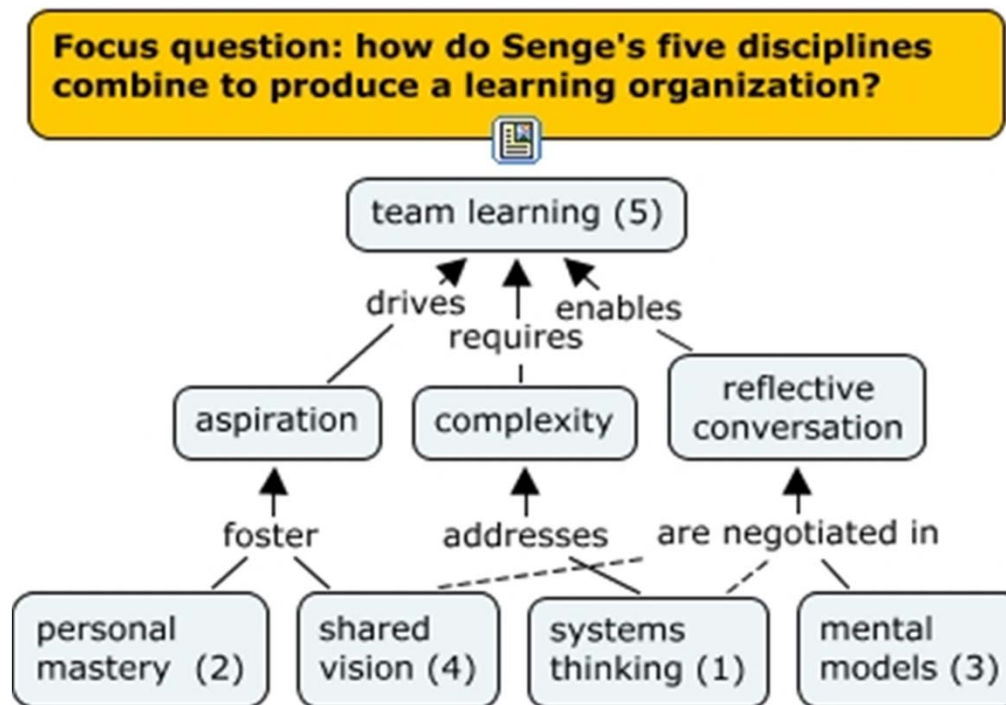 Focus question: how do Senge's five disciplines
combine to produce a learning organization?
team learning (5)
drives
requires
enables
aspiration
complexity
reflective
conversation
foster
addresses
are negotiated in
personal
mastery (2)
shared
vision (4)
systems
thinking (1)
mental
models (3)